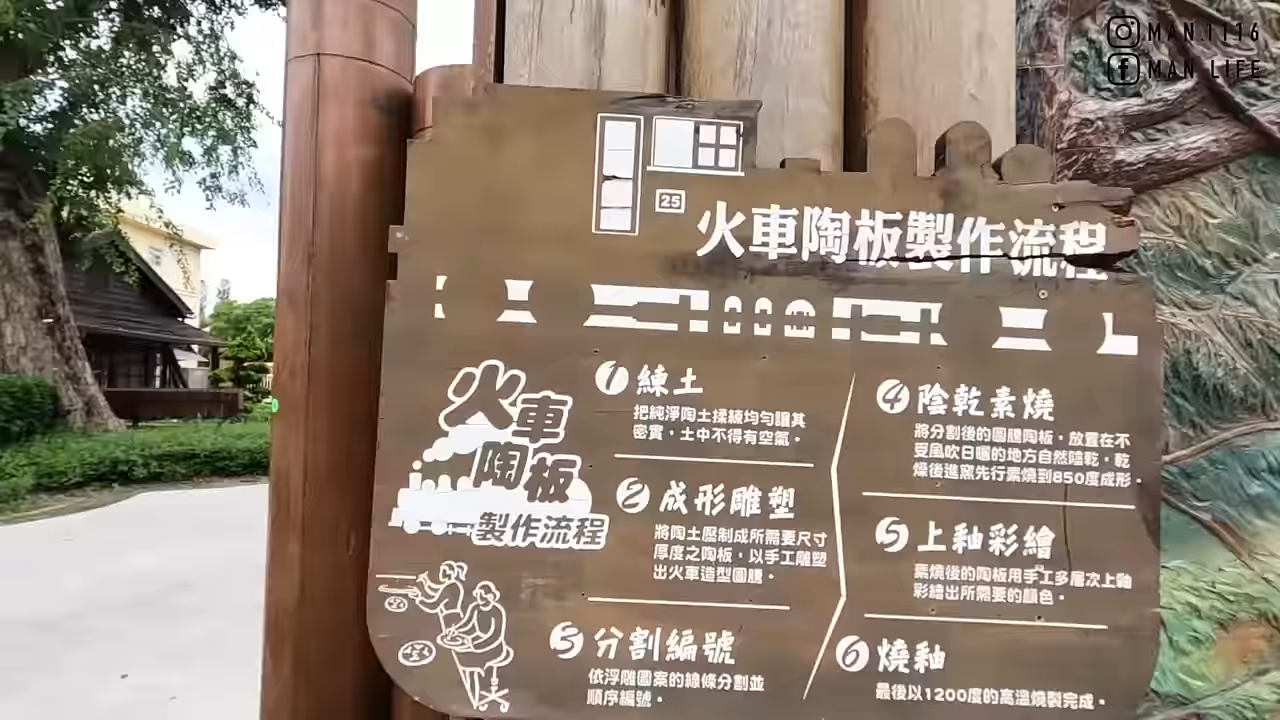 MAN.1116
MAN LIFE
25
火車陶板製作流程
火車
陶板
製作流程
1 練土
把純淨陶土揉練均勻讓其
密實，土中不得有空氣。
2 成形雕塑
將陶土壓制成所需要尺寸
厚度之陶板，以手工雕塑
出火車造型圖騰。
5 分割編號
依浮雕圖案的線條分割並
順序編號。
4 陰乾素燒
將分割後的圖騰陶板，放置在不
受風吹日曬的地方自然陰乾，乾
燥後進窯先行素燒到850度成形。
5 上釉彩繪
素燒後的陶板用手工多層次上釉
彩繪出所需要的顏色。
6 燒釉
最後以1200度的高溫燒製完成。